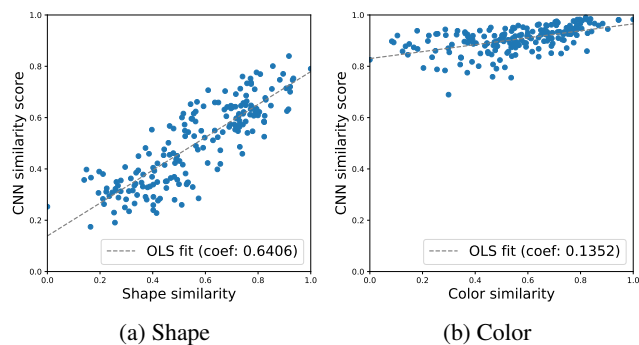 1.0
0.8
0.6
0.4
0.2
0.0
CNN similarity score
0.0 0.2 0.4 0.6 0.8 1.0
Shape similarity
OLS fit (coef: 0.6406)
(a) Shape
1.0
0.8
0.6
0.4
0.2
0.0
CNN similarity score
0.0 0.2 0.4 0.6 0.8 1.0
Color similarity
OLS fit (coef: 0.1352)
(b) Color